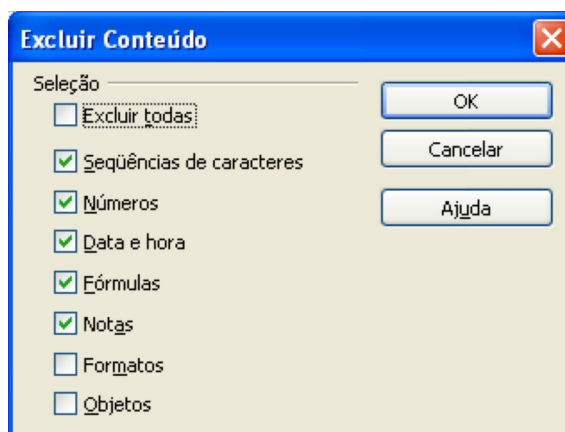 Excluir Conteúdo
Seleção
Excluir todas
Seqüências de caracteres
Números
Data e hora
Fórmulas
Notas
Formatos
Objetos
OK
Cancelar
Ajuda